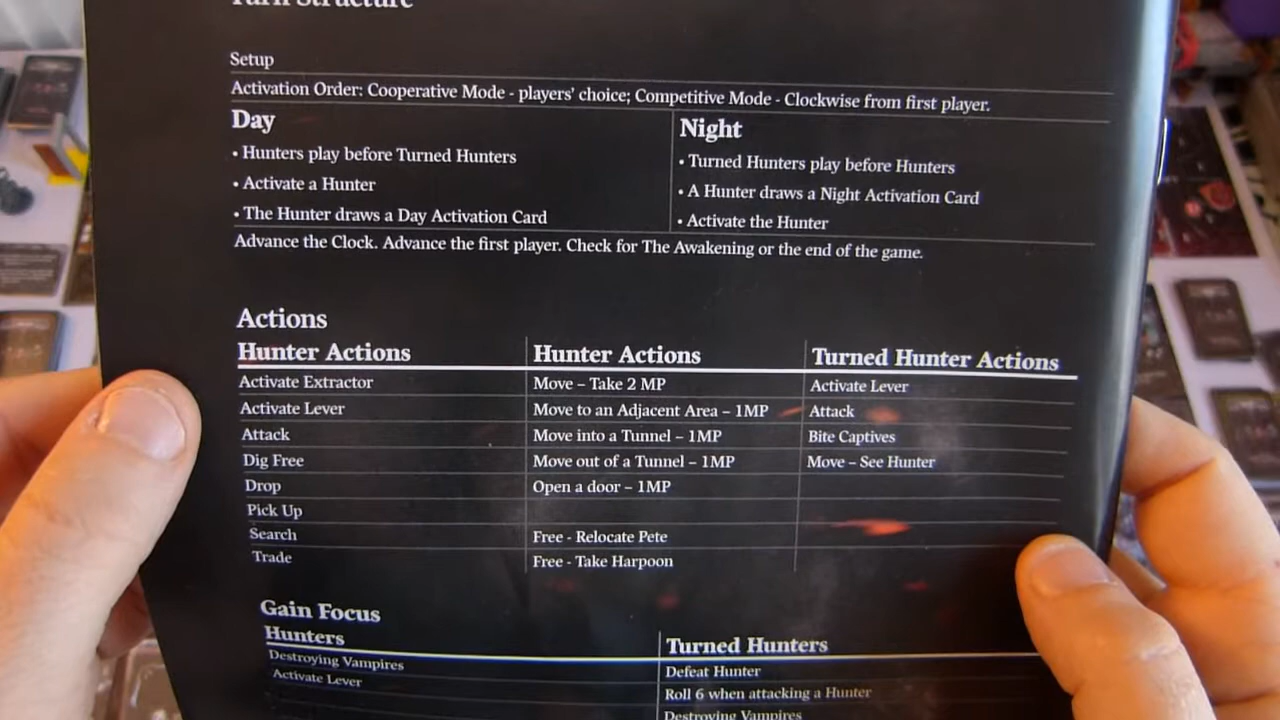 Turn Structure
Setup
Activation Order: Cooperative Mode - players' choice; Competitive Mode - Clockwise from first player.
Day
• Hunters play before Turned Hunters
• Activate a Hunter
• The Hunter draws a Day Activation Card
Night
• Turned Hunters play before Hunters
• A Hunter draws a Night Activation Card
• Activate the Hunter
Advance the Clock. Advance the first player. Check for The Awakening or the end of the game.
Actions
Hunter Actions
Activate Extractor
Activate Lever
Attack
Dig Free
Drop
Pick Up
Search
Trade
Hunter Actions
Move – Take 2 MP
Move to an Adjacent Area – 1MP
Move into a Tunnel – 1MP
Move out of a Tunnel – 1MP
Open a door – 1MP
Free - Relocate Pete
Free - Take Harpoon
Turned Hunter Actions
Activate Lever
Attack
Bite Captives
Move – See Hunter
Gain Focus
Hunters
Destroying Vampires
Activate Lever
Turned Hunters
Defeat Hunter
Roll 6 when attacking a Hunter
Destroying Vampires